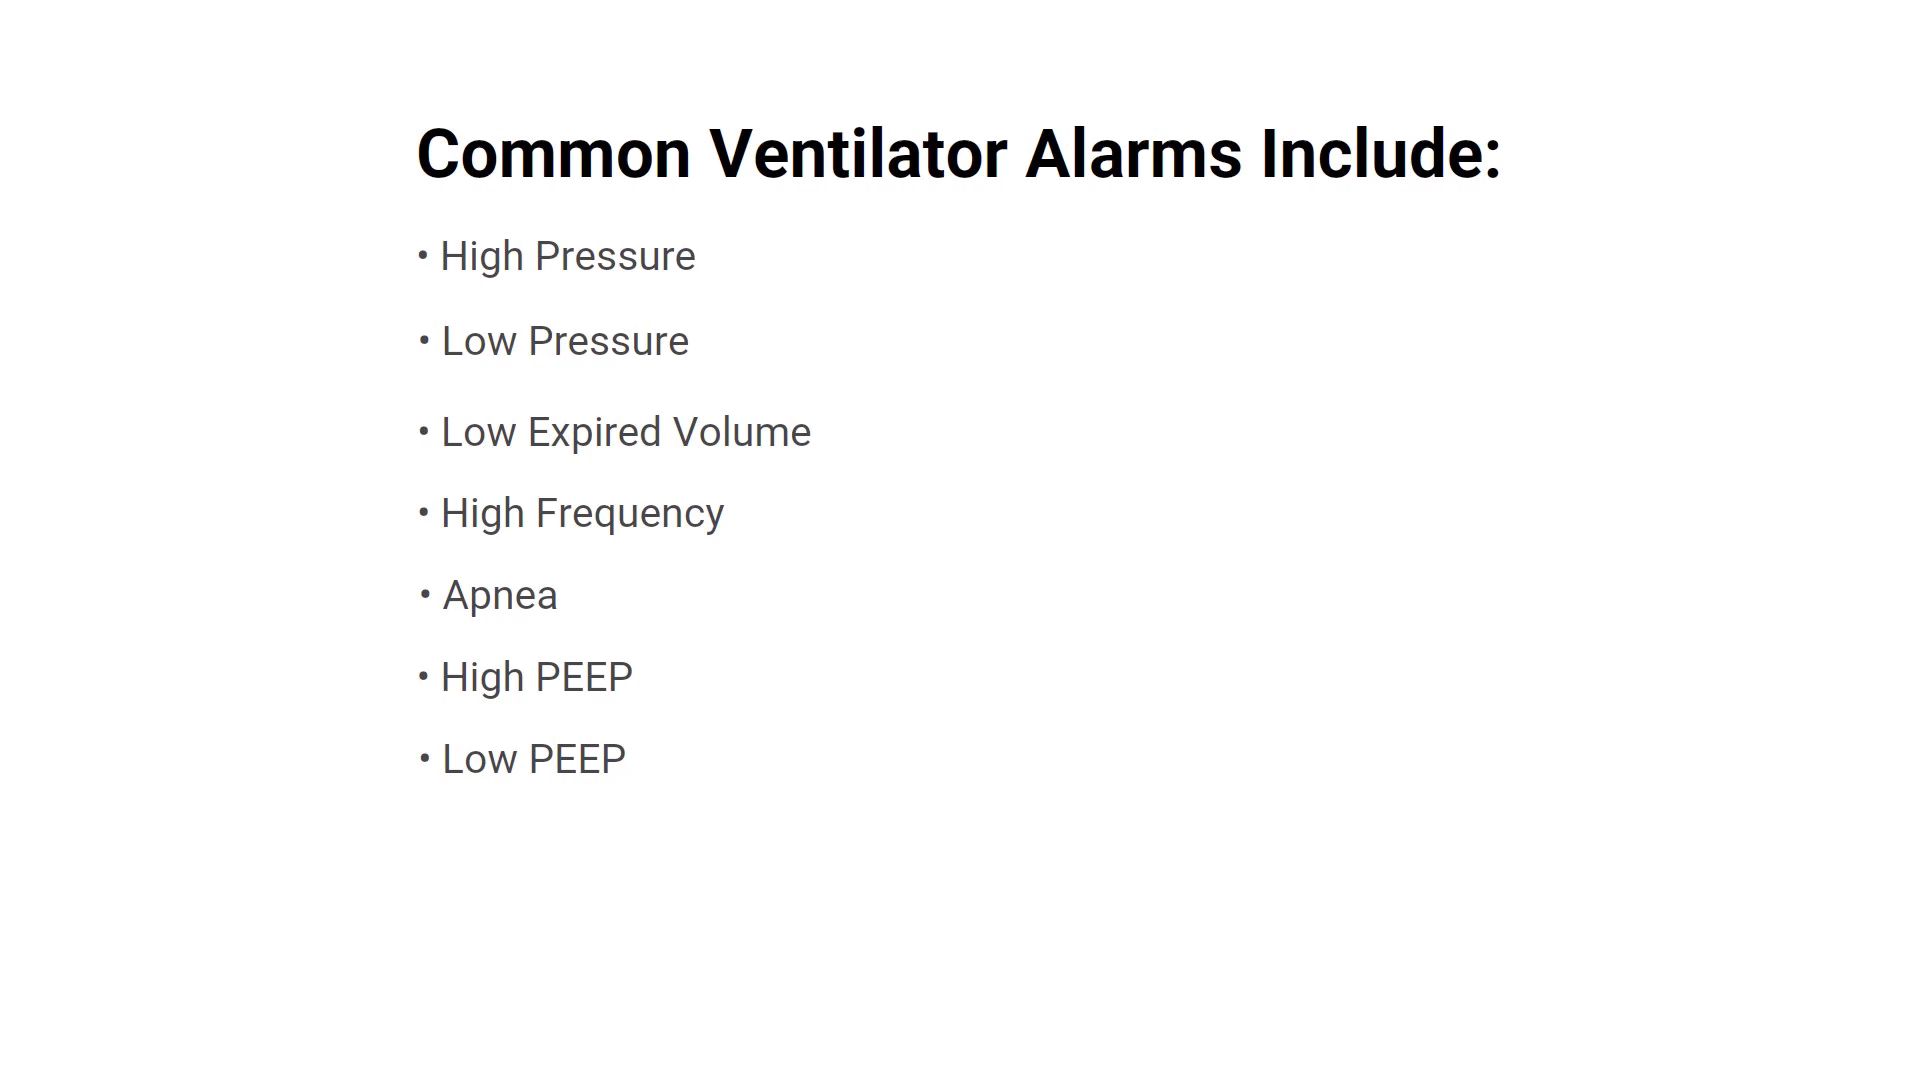 Common Ventilator Alarms Include:
• High Pressure
• Low Pressure
• Low Expired Volume
• High Frequency
• Apnea
• High PEEP
• Low PEEP